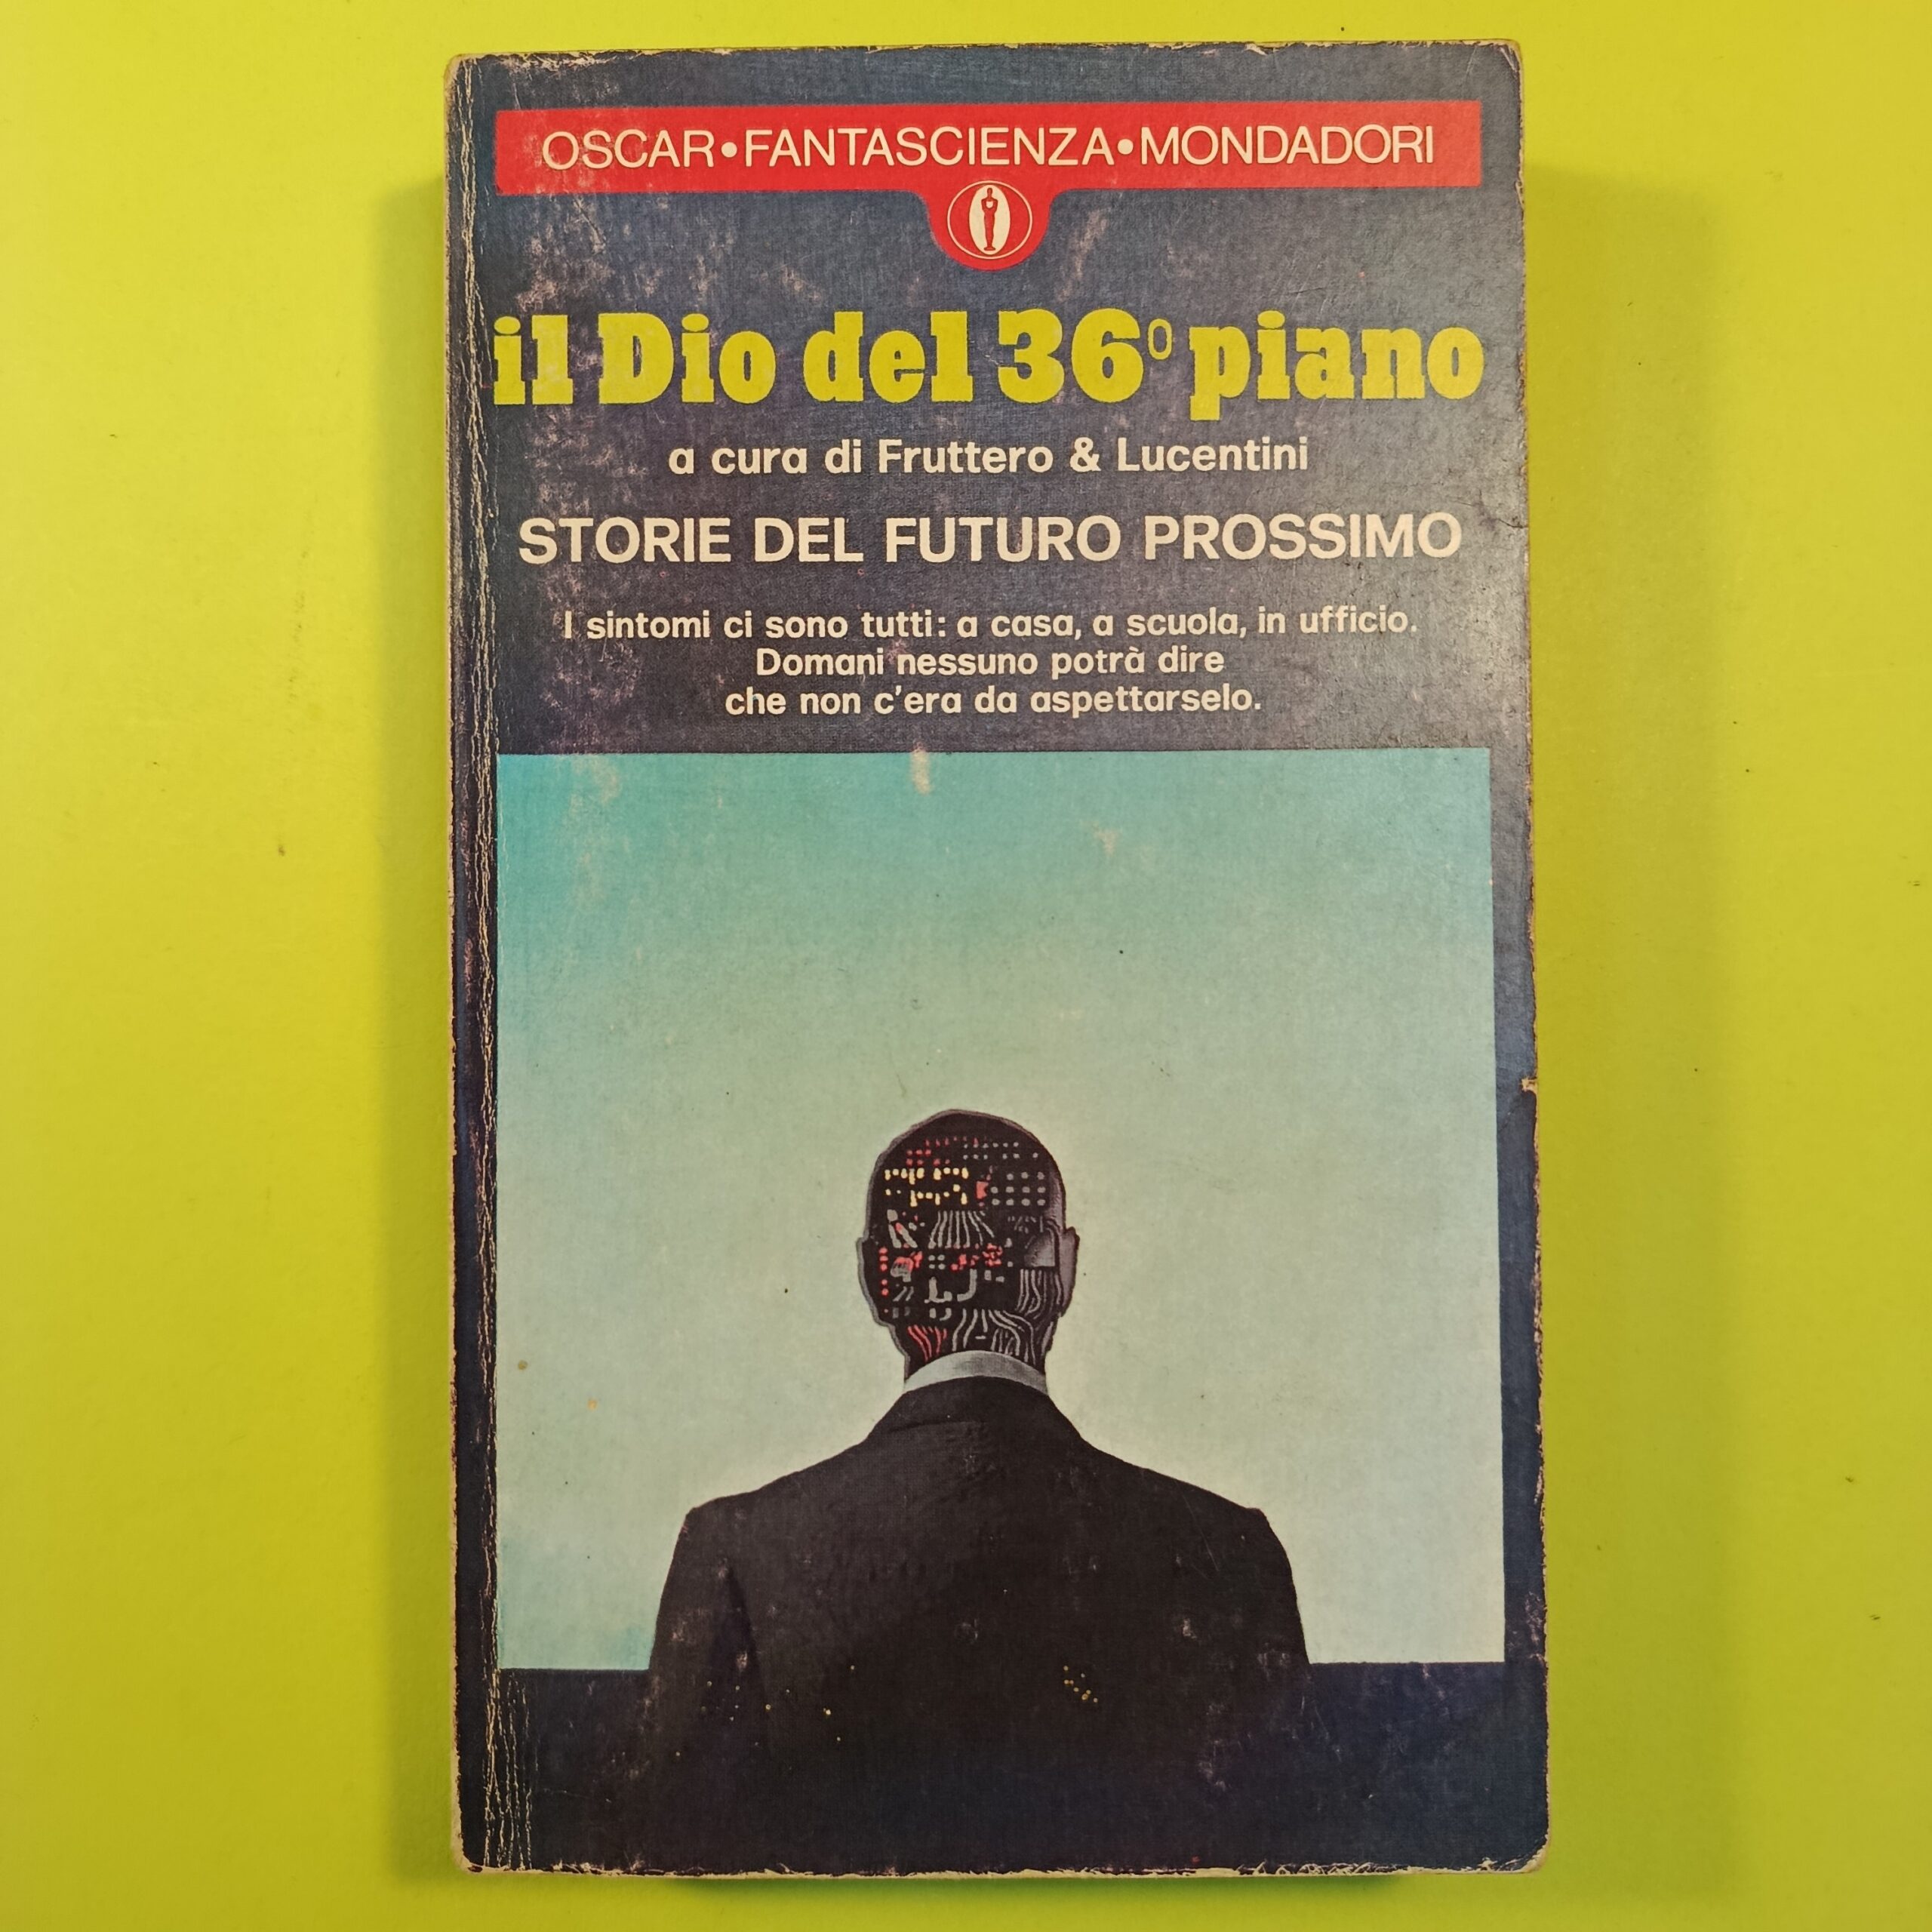 OSCAR•FANTASCIENZA•MONDADORI
il Dio del 36º piano
a cura di Fruttero & Lucentini
STORIE DEL FUTURO PROSSIMO
I sintomi ci sono tutti: a casa, a scuola, in ufficio.
Domani nessuno potrà dire
che non c'era da aspettarselo.